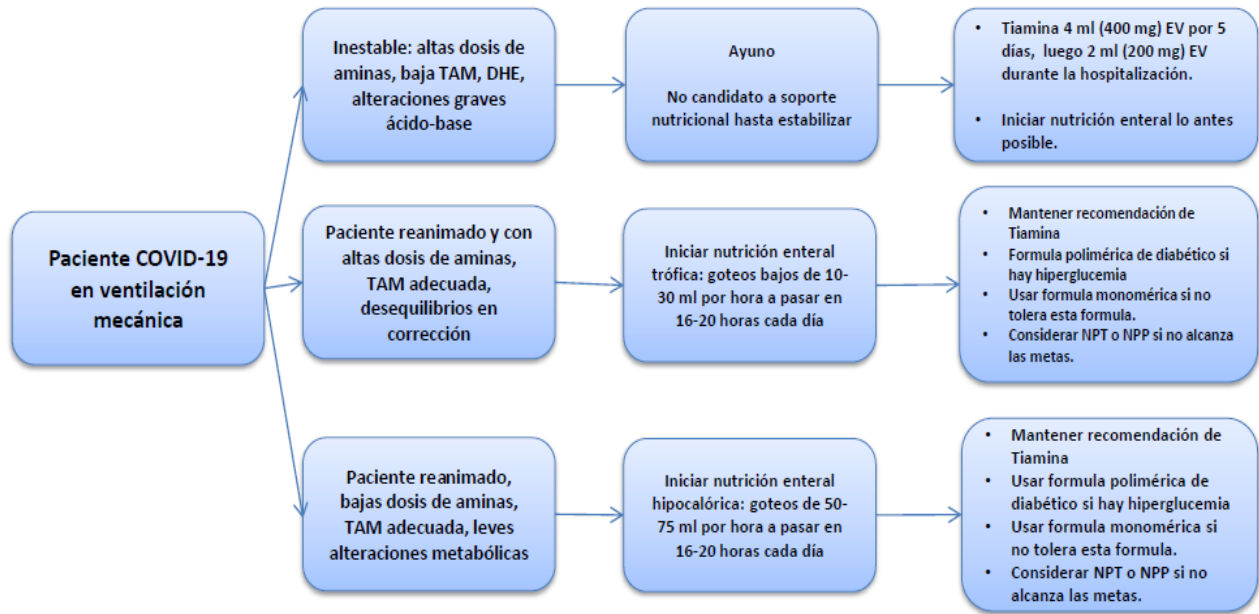 Paciente COVID-19
en ventilación
mecánica
Inestable: altas dosis de
aminas, baja TAM, DHE,
alteraciones graves
ácido-base
Ayuno
No candidato a soporte
nutricional hasta estabilizar
• Tiamina 4 ml (400 mg) EV por 5
días, luego 2 ml (200 mg) EV
durante la hospitalización.
• Iniciar nutrición enteral lo antes
posible.
Paciente reanimado y con
altas dosis de aminas,
TAM adecuada,
desequilibrios en
corrección
Iniciar nutrición enteral
trófica: goteos bajos de 10-
30 ml por hora a pasar en
16-20 horas cada día
• Mantener recomendación de
Tiamina
• Formula polimérica de diabético si
hay hiperglucemia
• Usar formula monomérica si no
tolera esta formula.
• Considerar NPT o NPP si no alcanza
las metas.
Paciente reanimado,
bajas dosis de aminas,
TAM adecuada, leves
alteraciones metabólicas
Iniciar nutrición enteral
hipocalórica: goteos de 50-
75 ml por hora a pasar en
16-20 horas cada día
• Mantener recomendación de
Tiamina
• Usar formula polimérica de
diabético si hay hiperglucemia
• Usar formula monomérica si
no tolera esta formula.
• Considerar NPT o NPP si no
alcanza las metas.